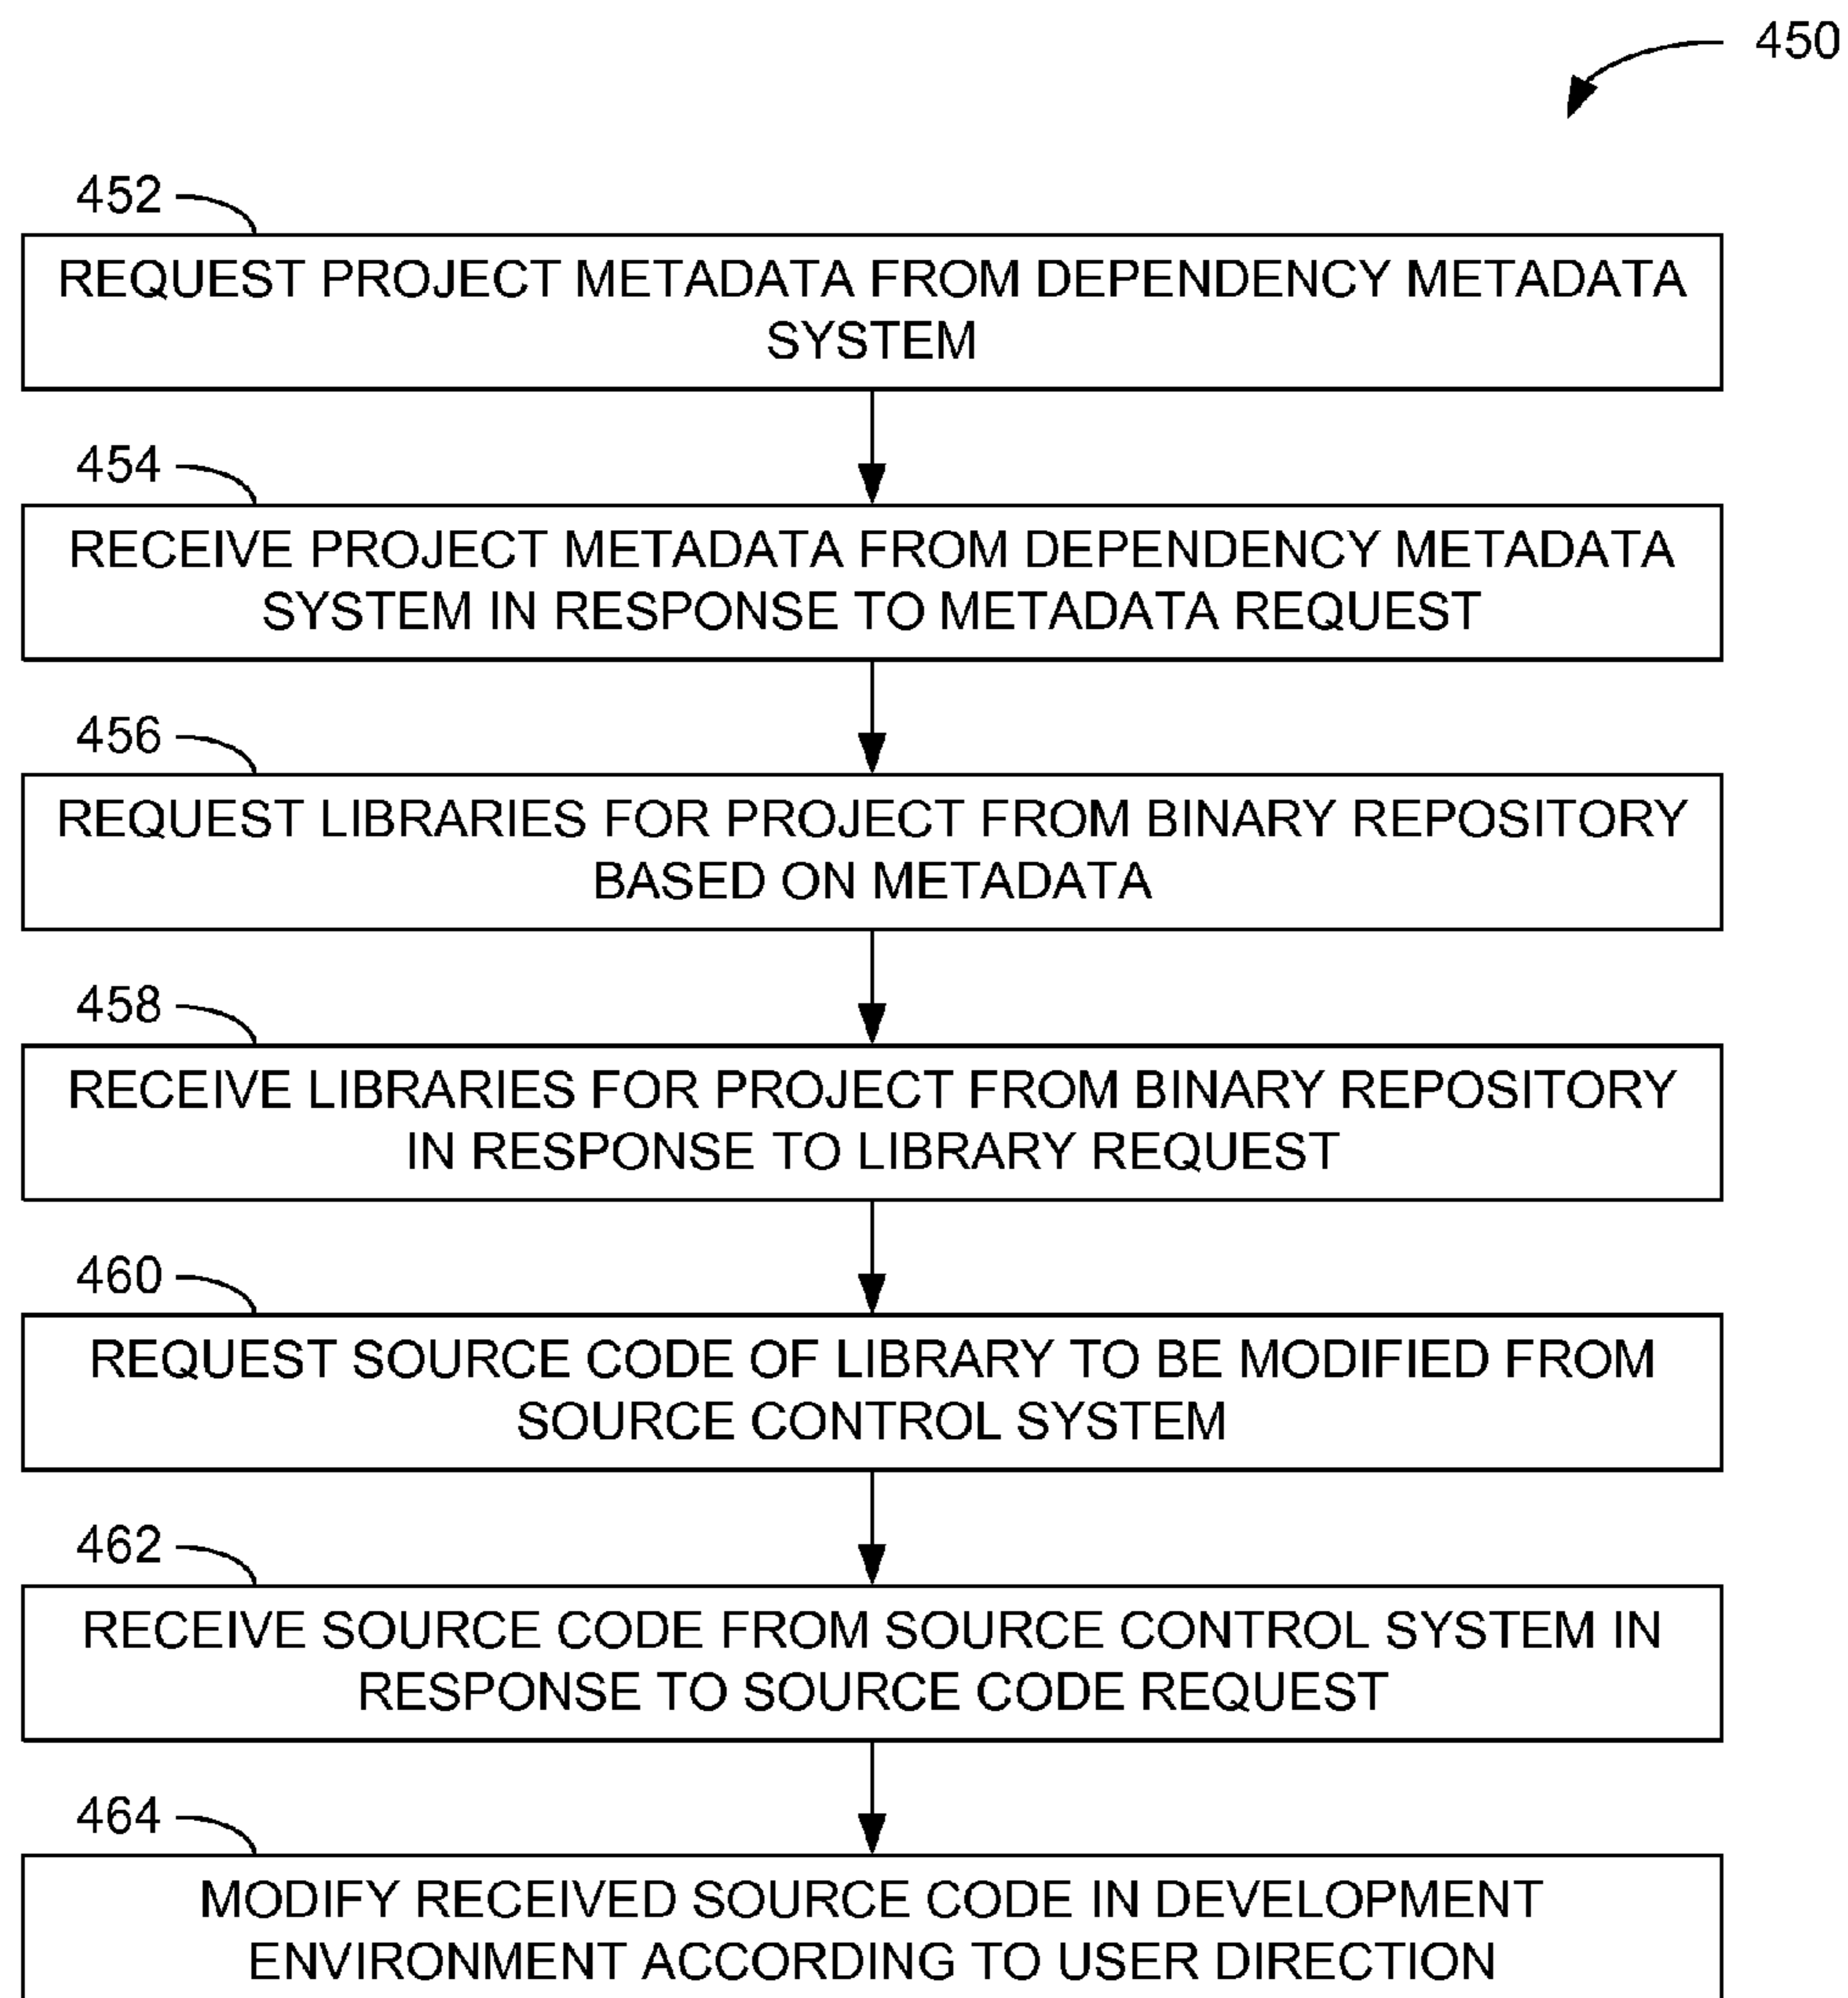 450
452
REQUEST PROJECT METADATA FROM DEPENDENCY METADATA
SYSTEM
454
RECEIVE PROJECT METADATA FROM DEPENDENCY METADATA
SYSTEM IN RESPONSE TO METADATA REQUEST
456
REQUEST LIBRARIES FOR PROJECT FROM BINARY REPOSITORY
BASED ON METADATA
458
RECEIVE LIBRARIES FOR PROJECT FROM BINARY REPOSITORY
IN RESPONSE TO LIBRARY REQUEST
460
REQUEST SOURCE CODE OF LIBRARY TO BE MODIFIED FROM
SOURCE CONTROL SYSTEM
462
RECEIVE SOURCE CODE FROM SOURCE CONTROL SYSTEM IN
RESPONSE TO SOURCE CODE REQUEST
464
MODIFY RECEIVED SOURCE CODE IN DEVELOPMENT
ENVIRONMENT ACCORDING TO USER DIRECTION